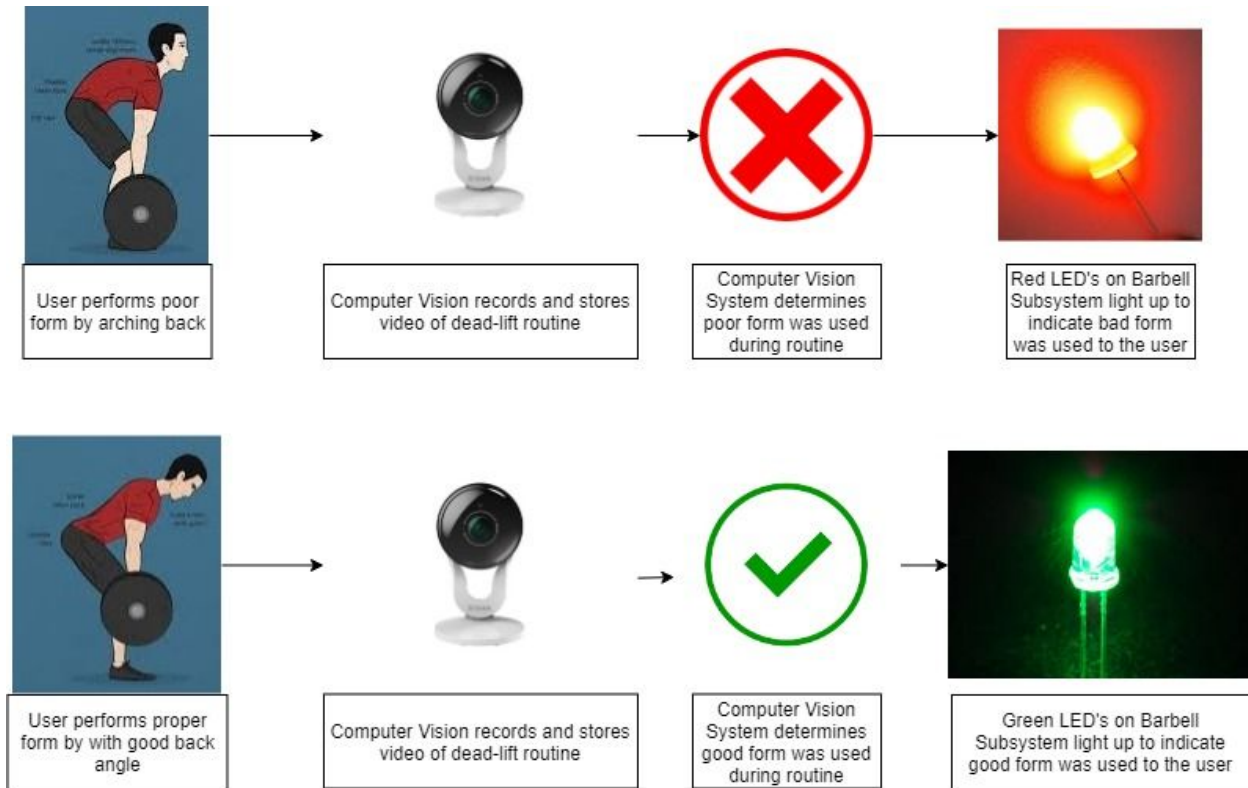 User performs poor
form by arching back
Computer Vision records and stores
video of dead-lift routine
Computer Vision
System determines
poor form was used
during routine
Red LED's on Barbell
Subsystem light up to
indicate bad form
was used to the user
User performs proper
form by with good back
angle
Computer Vision records and stores
video of dead-lift routine
Computer Vision
System determines
good form was used
during routine
Green LED's on Barbell
Subsystem light up to indicate
good form was used to the user